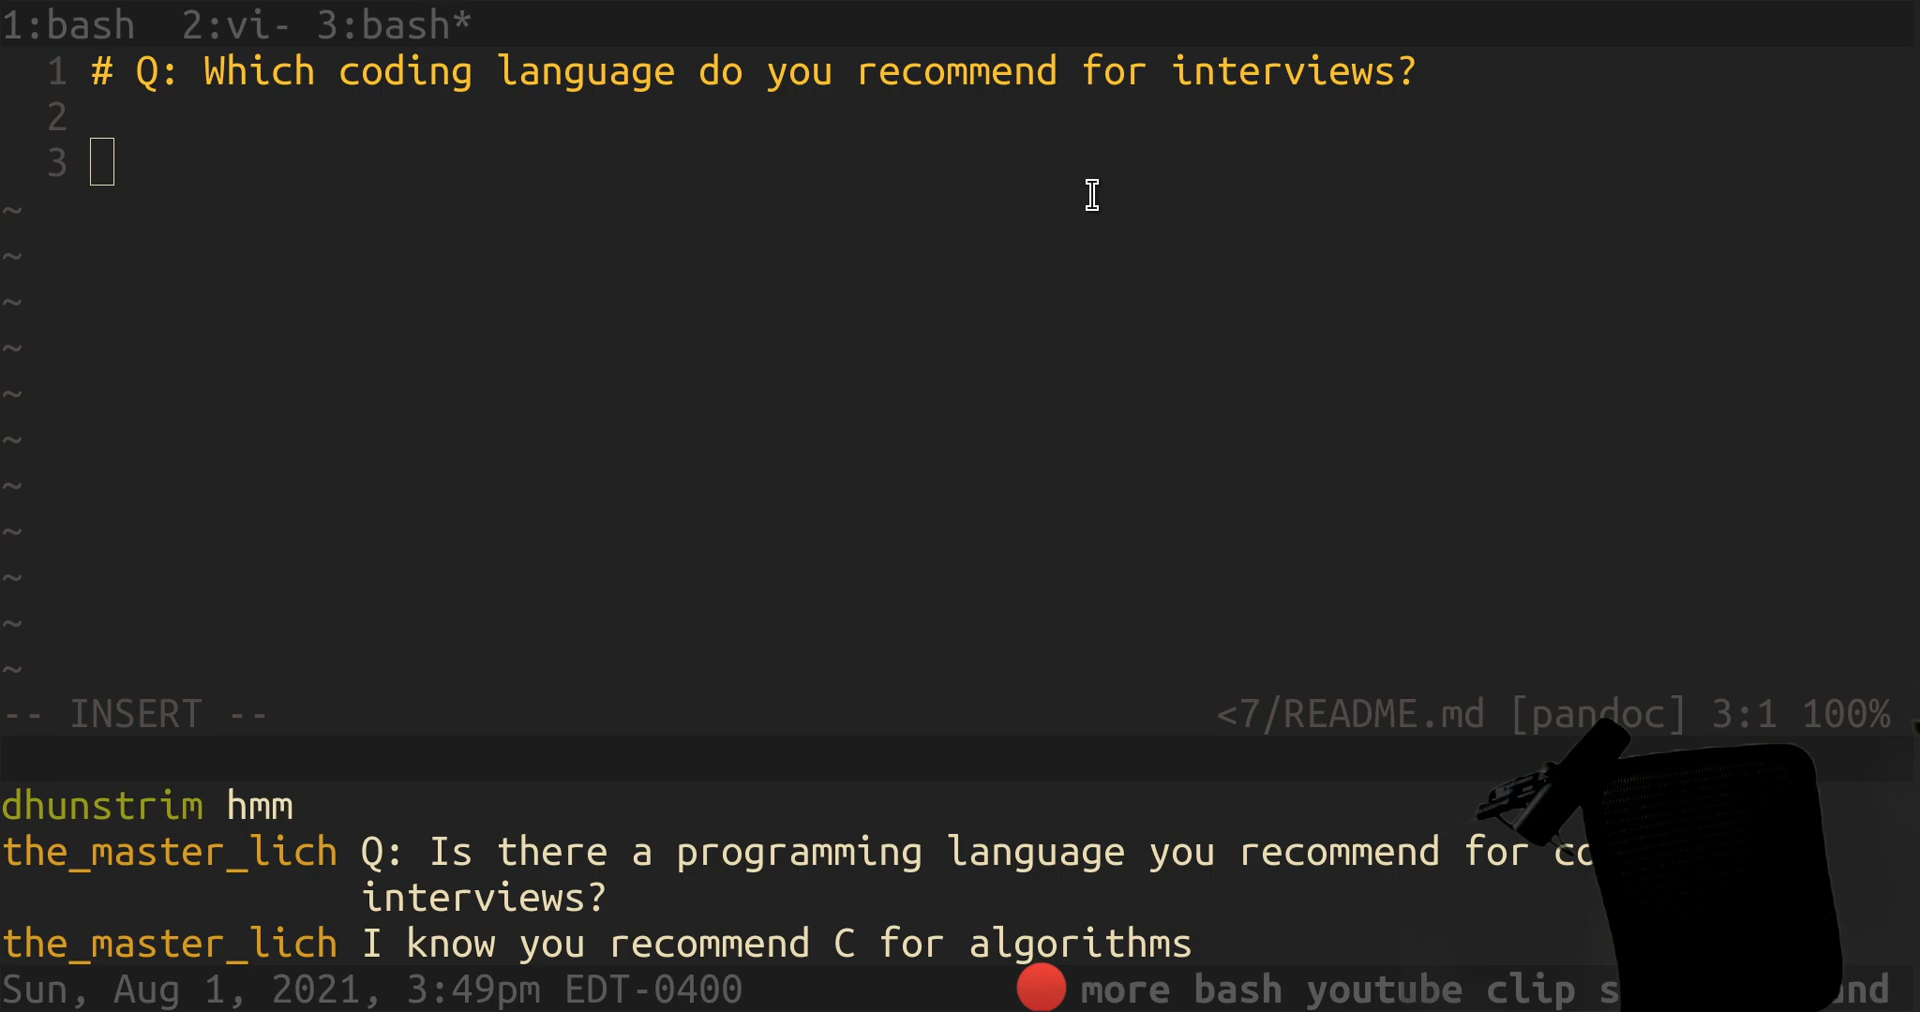 1:bash  2:vi- 3:bash*
1 # Q: Which coding language do you recommend for interviews?
2
3
~
~
~
~
~
~
~
~
~
~
~
-- INSERT --                    <7/README.md [pandoc] 3:1 100%
dhunstrim hmm
the_master_lich Q: Is there a programming language you recommend for
interviews?
the_master_lich I know you recommend C for algorithms
Sun, Aug 1, 2021, 3:49pm EDT-0400    🔴 more bash youtube clip